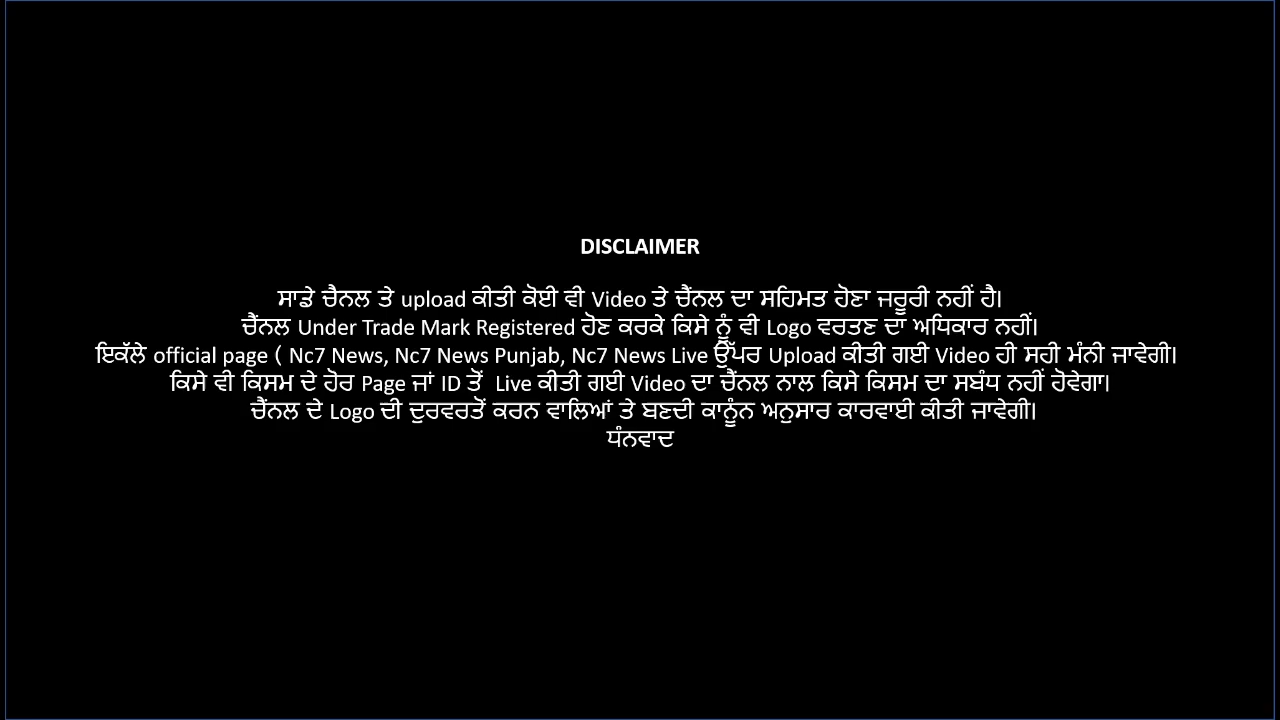 DISCLAIMER
ਸਾਡੇ ਚੈਨਲ ਤੇ upload ਕੀਤੀ ਕੋਈ ਵੀ Video ਤੇ ਚੈੱਨਲ ਦਾ ਸਹਿਮਤ ਹੋਣਾ ਜਰੂਰੀ ਨਹੀਂ ਹੈ।
ਚੈੱਨਲ Under Trade Mark Registered ਹੋਣ ਕਰਕੇ ਕਿਸੇ ਨੂੰ ਵੀ Logo ਵਰਤਣ ਦਾ ਅਧਿਕਾਰ ਨਹੀਂ।
ਇਕੱਲੇ official page ( Nc7 News, Nc7 News Punjab, Nc7 News Live ਉੱਪਰ Upload ਕੀਤੀ ਗਈ Video ਹੀ ਸਹੀ ਮੰਨੀ ਜਾਵੇਗੀ।
ਕਿਸੇ ਵੀ ਕਿਸਮ ਦੇ ਹੋਰ Page ਜਾਂ ID ਤੋਂ Live ਕੀਤੀ ਗਈ Video ਦਾ ਚੈੱਨਲ ਨਾਲ ਕਿਸੇ ਕਿਸਮ ਦਾ ਸਬੰਧ ਨਹੀਂ ਹੋਵੇਗਾ।
ਚੈੱਨਲ ਦੇ Logo ਦੀ ਦੁਰਵਰਤੋਂ ਕਰਨ ਵਾਲਿਆਂ ਤੇ ਬਣਦੀ ਕਾਨੂੰਨ ਅਨੁਸਾਰ ਕਾਰਵਾਈ ਕੀਤੀ ਜਾਵੇਗੀ।
ਧੰਨਵਾਦ